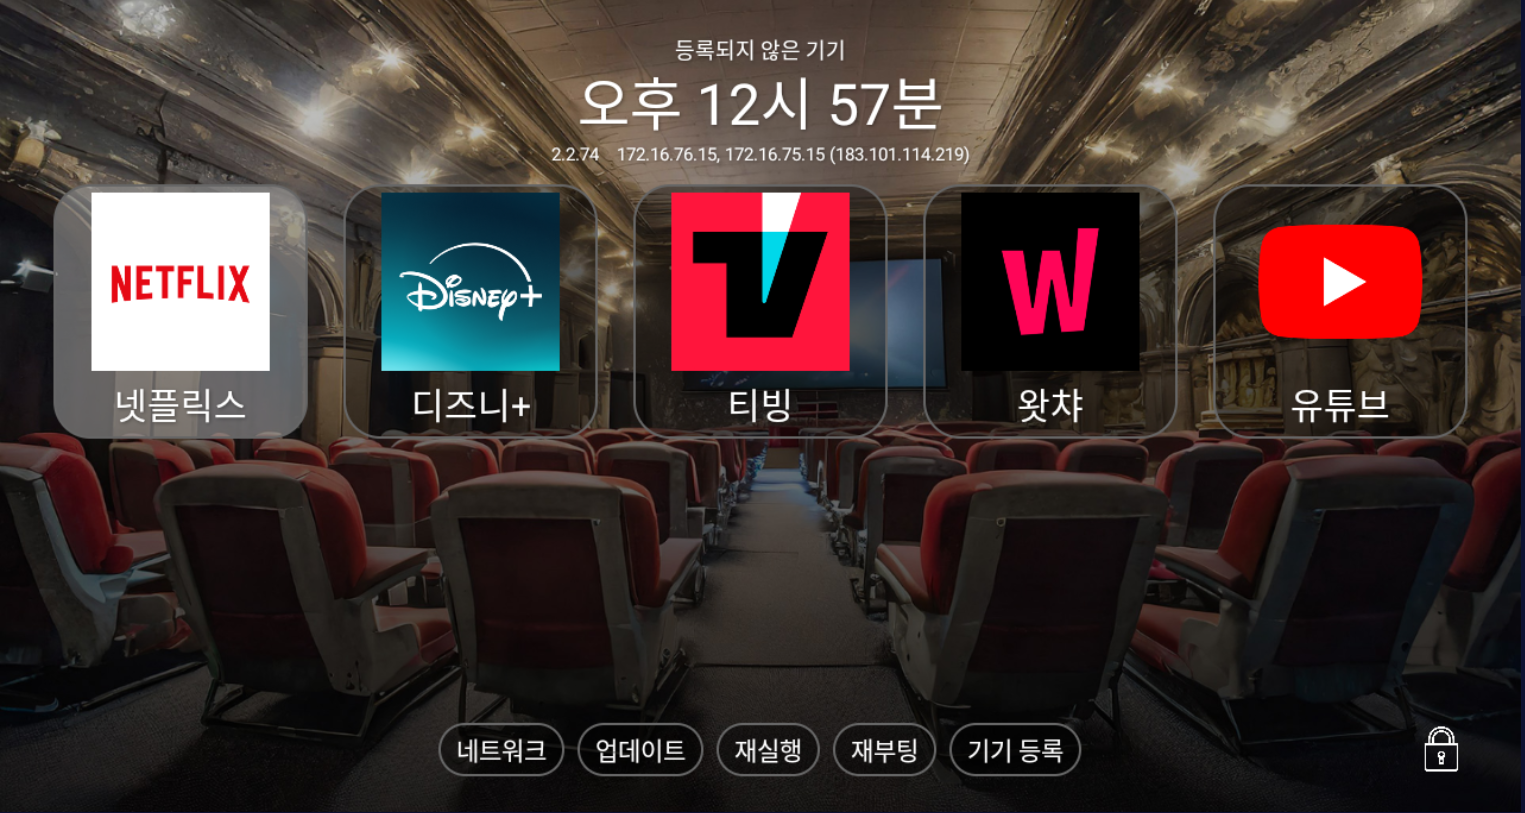 등록되지 않은 기기
오후 12시 57분
2.2.74 172.16.76.15, 172.16.75.15 (183.101.114.219)
NETFLIX
Disney+
W
넷플릭스
디즈니+
티빙
왓챠
유튜브
네트워크
업데이트
재실행
재부팅
기기 등록